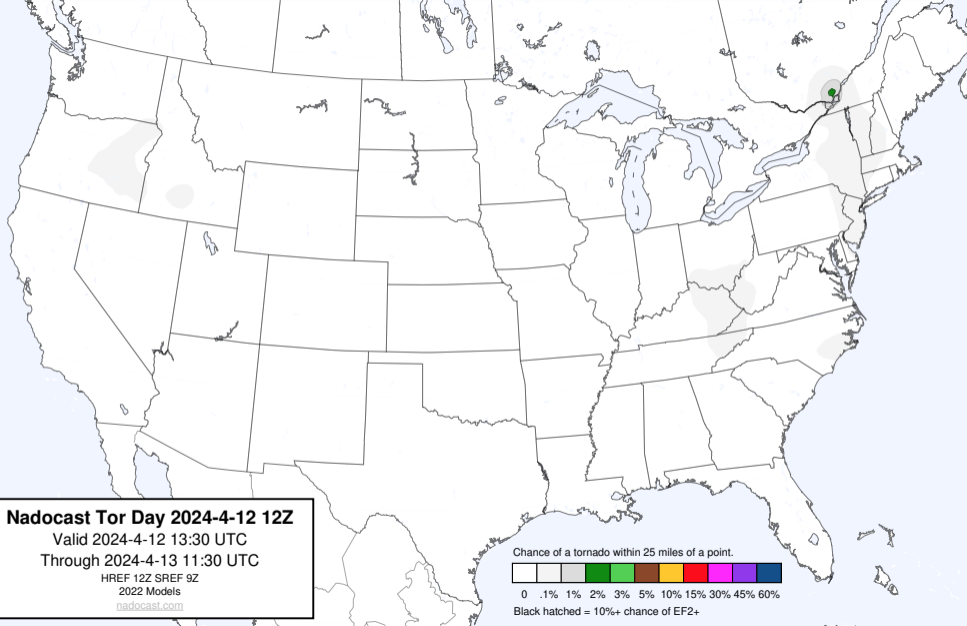 Nadocast Tor Day 2024-4-12 12Z
Valid 2024-4-12 13:30 UTC
Through 2024-4-13 11:30 UTC
HREF 12Z SREF 9Z
2022 Models
nadocast.com
Chance of a tornado within 25 miles of a point.
0 .1% 1% 2% 3% 5% 10% 15% 30% 45% 60%
Black hatched = 10%+ chance of EF2+